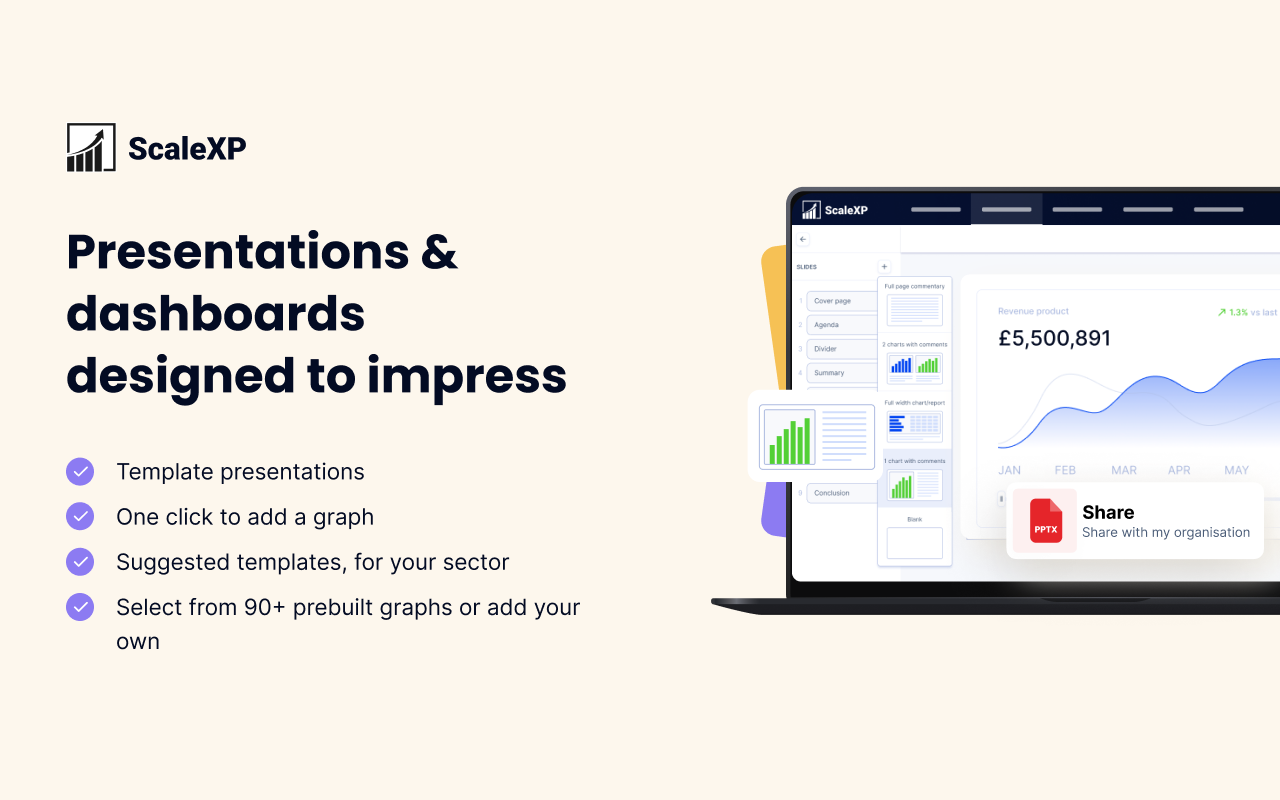 ScaleXP
Presentations &
dashboards
designed to impress
Template presentations
One click to add a graph
Suggested templates, for your sector
Select from 90+ prebuilt graphs or add your
own
ScaleXP
SLIDES
1 Cover page
2 Agenda
3 Divider
4 Summary
9 Conclusion
Full page commentary
2 charts with comments
Full width chart/report
1 chart with comments
Blank
Revenue product
1.3% vs last
£5,500,891
JAN FEB MAR APR MAY
PPTX
Share
Share with my organisation